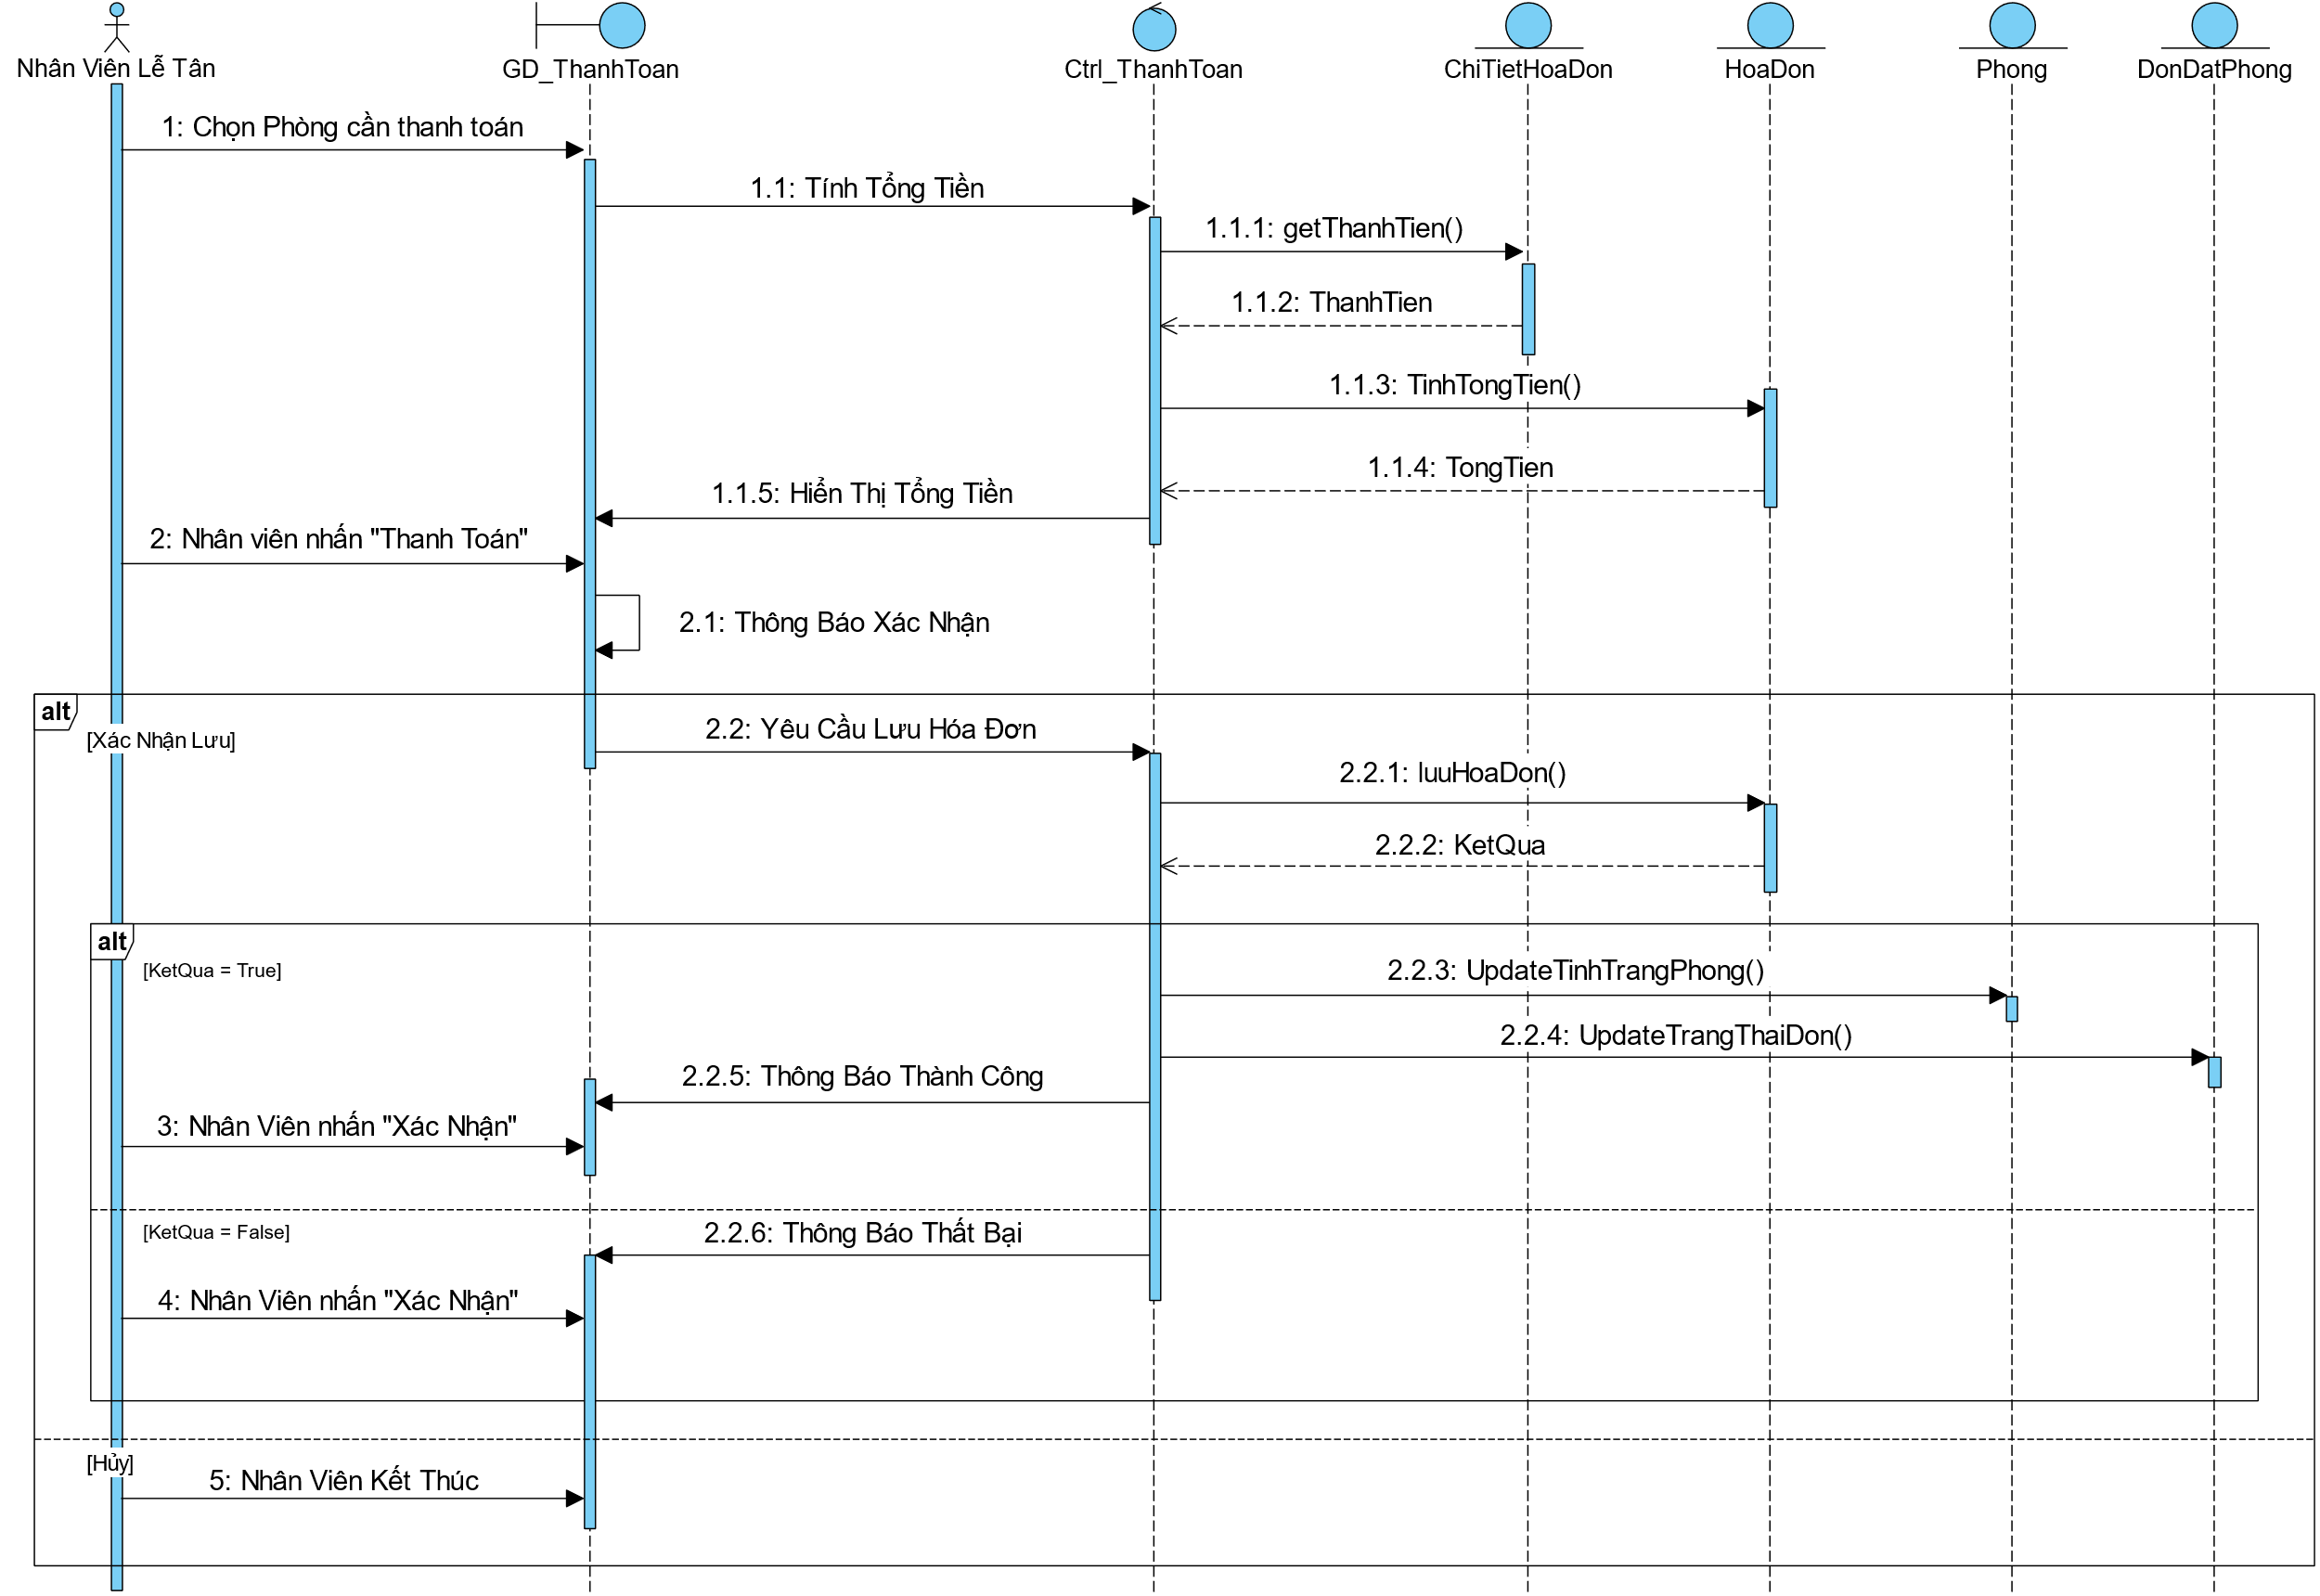 Nhân Viên Lễ Tân
GD_ThanhToan
Ctrl_ThanhToan
ChiTietHoaDon
HoaDon
Phong
DonDatPhong
1: Chọn Phòng cần thanh toán
1.1: Tính Tổng Tiền
1.1.1: getThanhTien()
1.1.2: ThanhTien
1.1.3: TinhTongTien()
1.1.4: TongTien
1.1.5: Hiển Thị Tổng Tiền
2: Nhân viên nhấn "Thanh Toán"
2.1: Thông Báo Xác Nhận
alt
[Xác Nhận Lưu]
2.2: Yêu Cầu Lưu Hóa Đơn
2.2.1: luuHoaDon()
2.2.2: KetQua
alt
[KetQua = True]
2.2.3: UpdateTinhTrangPhong()
2.2.4: UpdateTrangThaiDon()
2.2.5: Thông Báo Thành Công
3: Nhân Viên nhấn "Xác Nhận"
[KetQua = False]
2.2.6: Thông Báo Thất Bại
4: Nhân Viên nhấn "Xác Nhận"
[Hủy]
5: Nhân Viên Kết Thúc